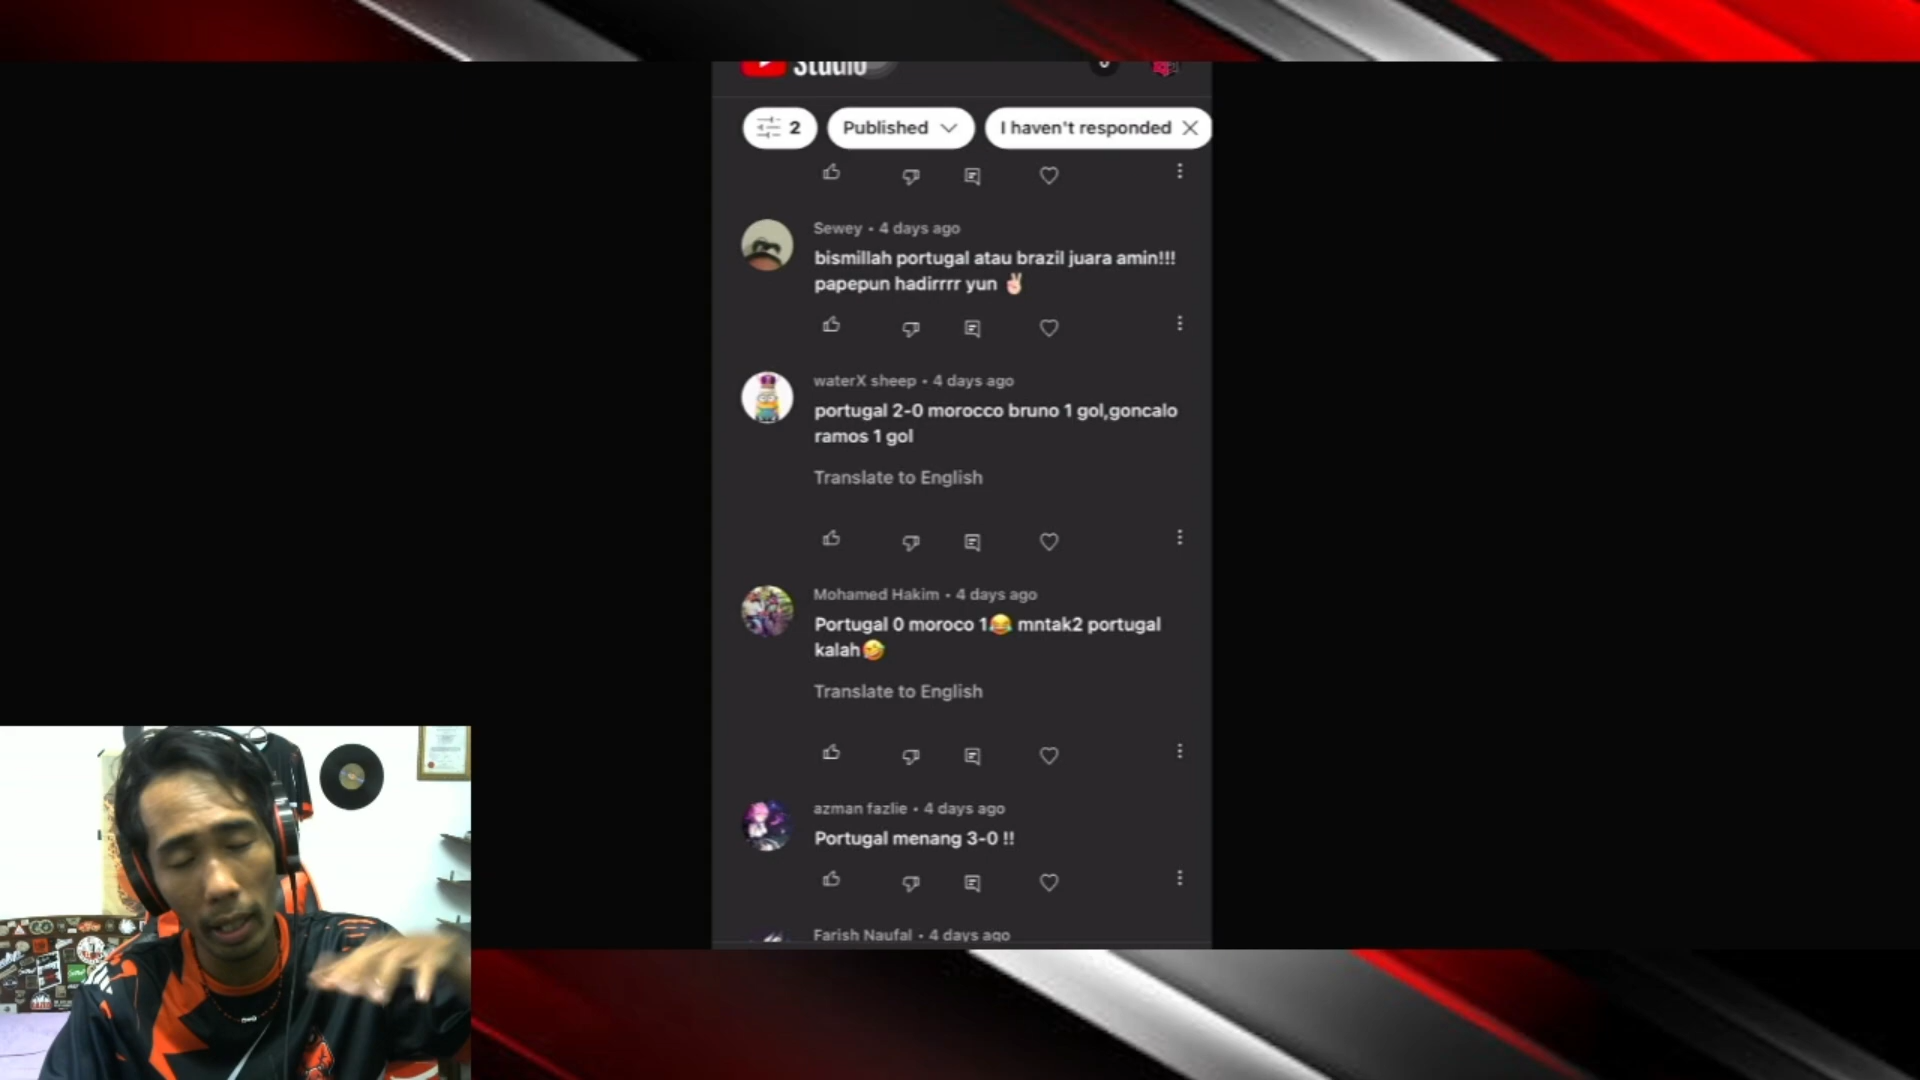 Studio
2
Published
I haven't responded
Sewey • 4 days ago
bismillah portugal atau brazil juara amin!!!
papepun hadirrrr yun ✌🏻
waterX sheep • 4 days ago
portugal 2-0 morocco bruno 1 gol,goncalo
ramos 1 gol
Translate to English
Mohamed Hakim • 4 days ago
Portugal 0 moroco 1😂 mntak2 portugal
kalah🤣
Translate to English
azman fazlie • 4 days ago
Portugal menang 3-0 !!
Farish Naufal • 4 days ago